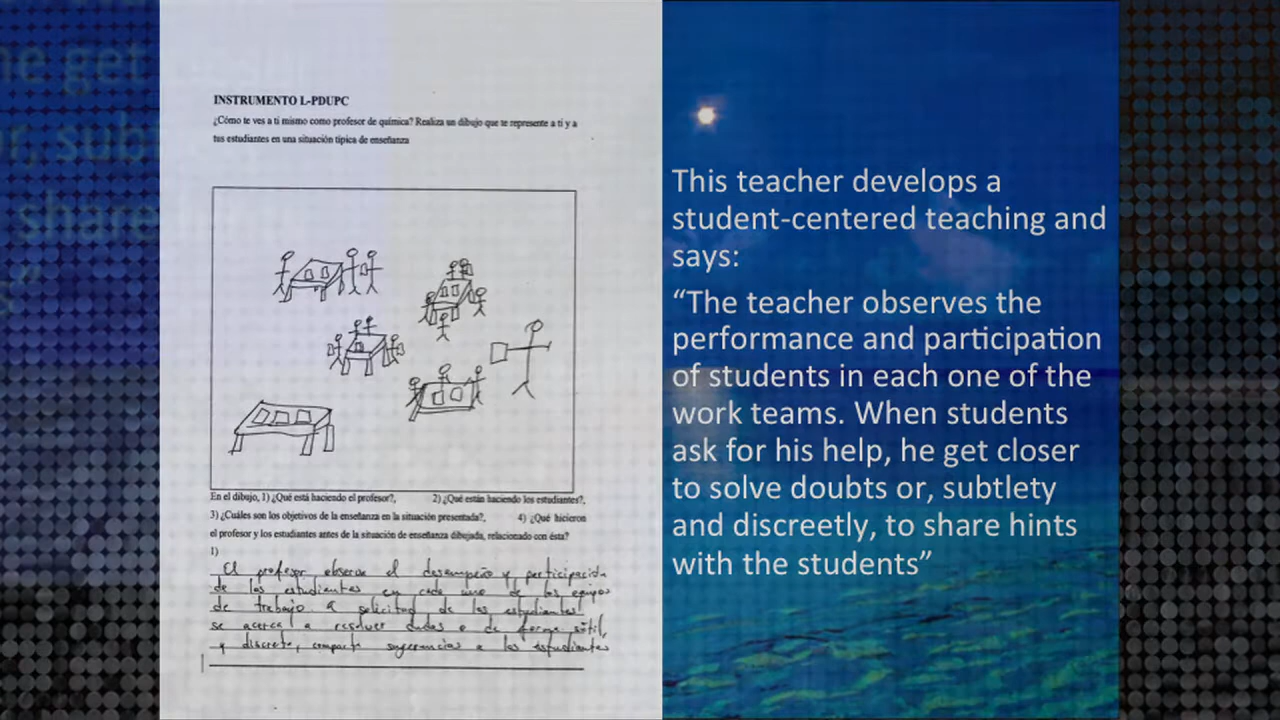 INSTRUMENTO L-PDUPC
¿Cómo te ves a ti mismo como profesor de química? Realiza un dibujo que te represente a ti y a
tus estudiantes en una situación típica de enseñanza
En el dibujo, 1) ¿Qué está haciendo el profesor?, 2) ¿Qué están haciendo los estudiantes?,
3) ¿Cuáles son los objetivos de la enseñanza en la situación presentada?, 4) ¿Qué hicieron
el profesor y los estudiantes antes de la situación de enseñanza dibujada, relacionado con ésta?
1)
El profesor observa el desempeño y participación
de los estudiantes en cada uno de los equipos
de trabajo a solicitud de los estudiantes
se acerca a resolver dudas o de forma sútil,
y discreta, comparte sugerencias a los estudiantes
This teacher develops a
student-centered teaching and
says:
“The teacher observes the
performance and participation
of students in each one of the
work teams. When students
ask for his help, he get closer
to solve doubts or, subtlety
and discreetly, to share hints
with the students”